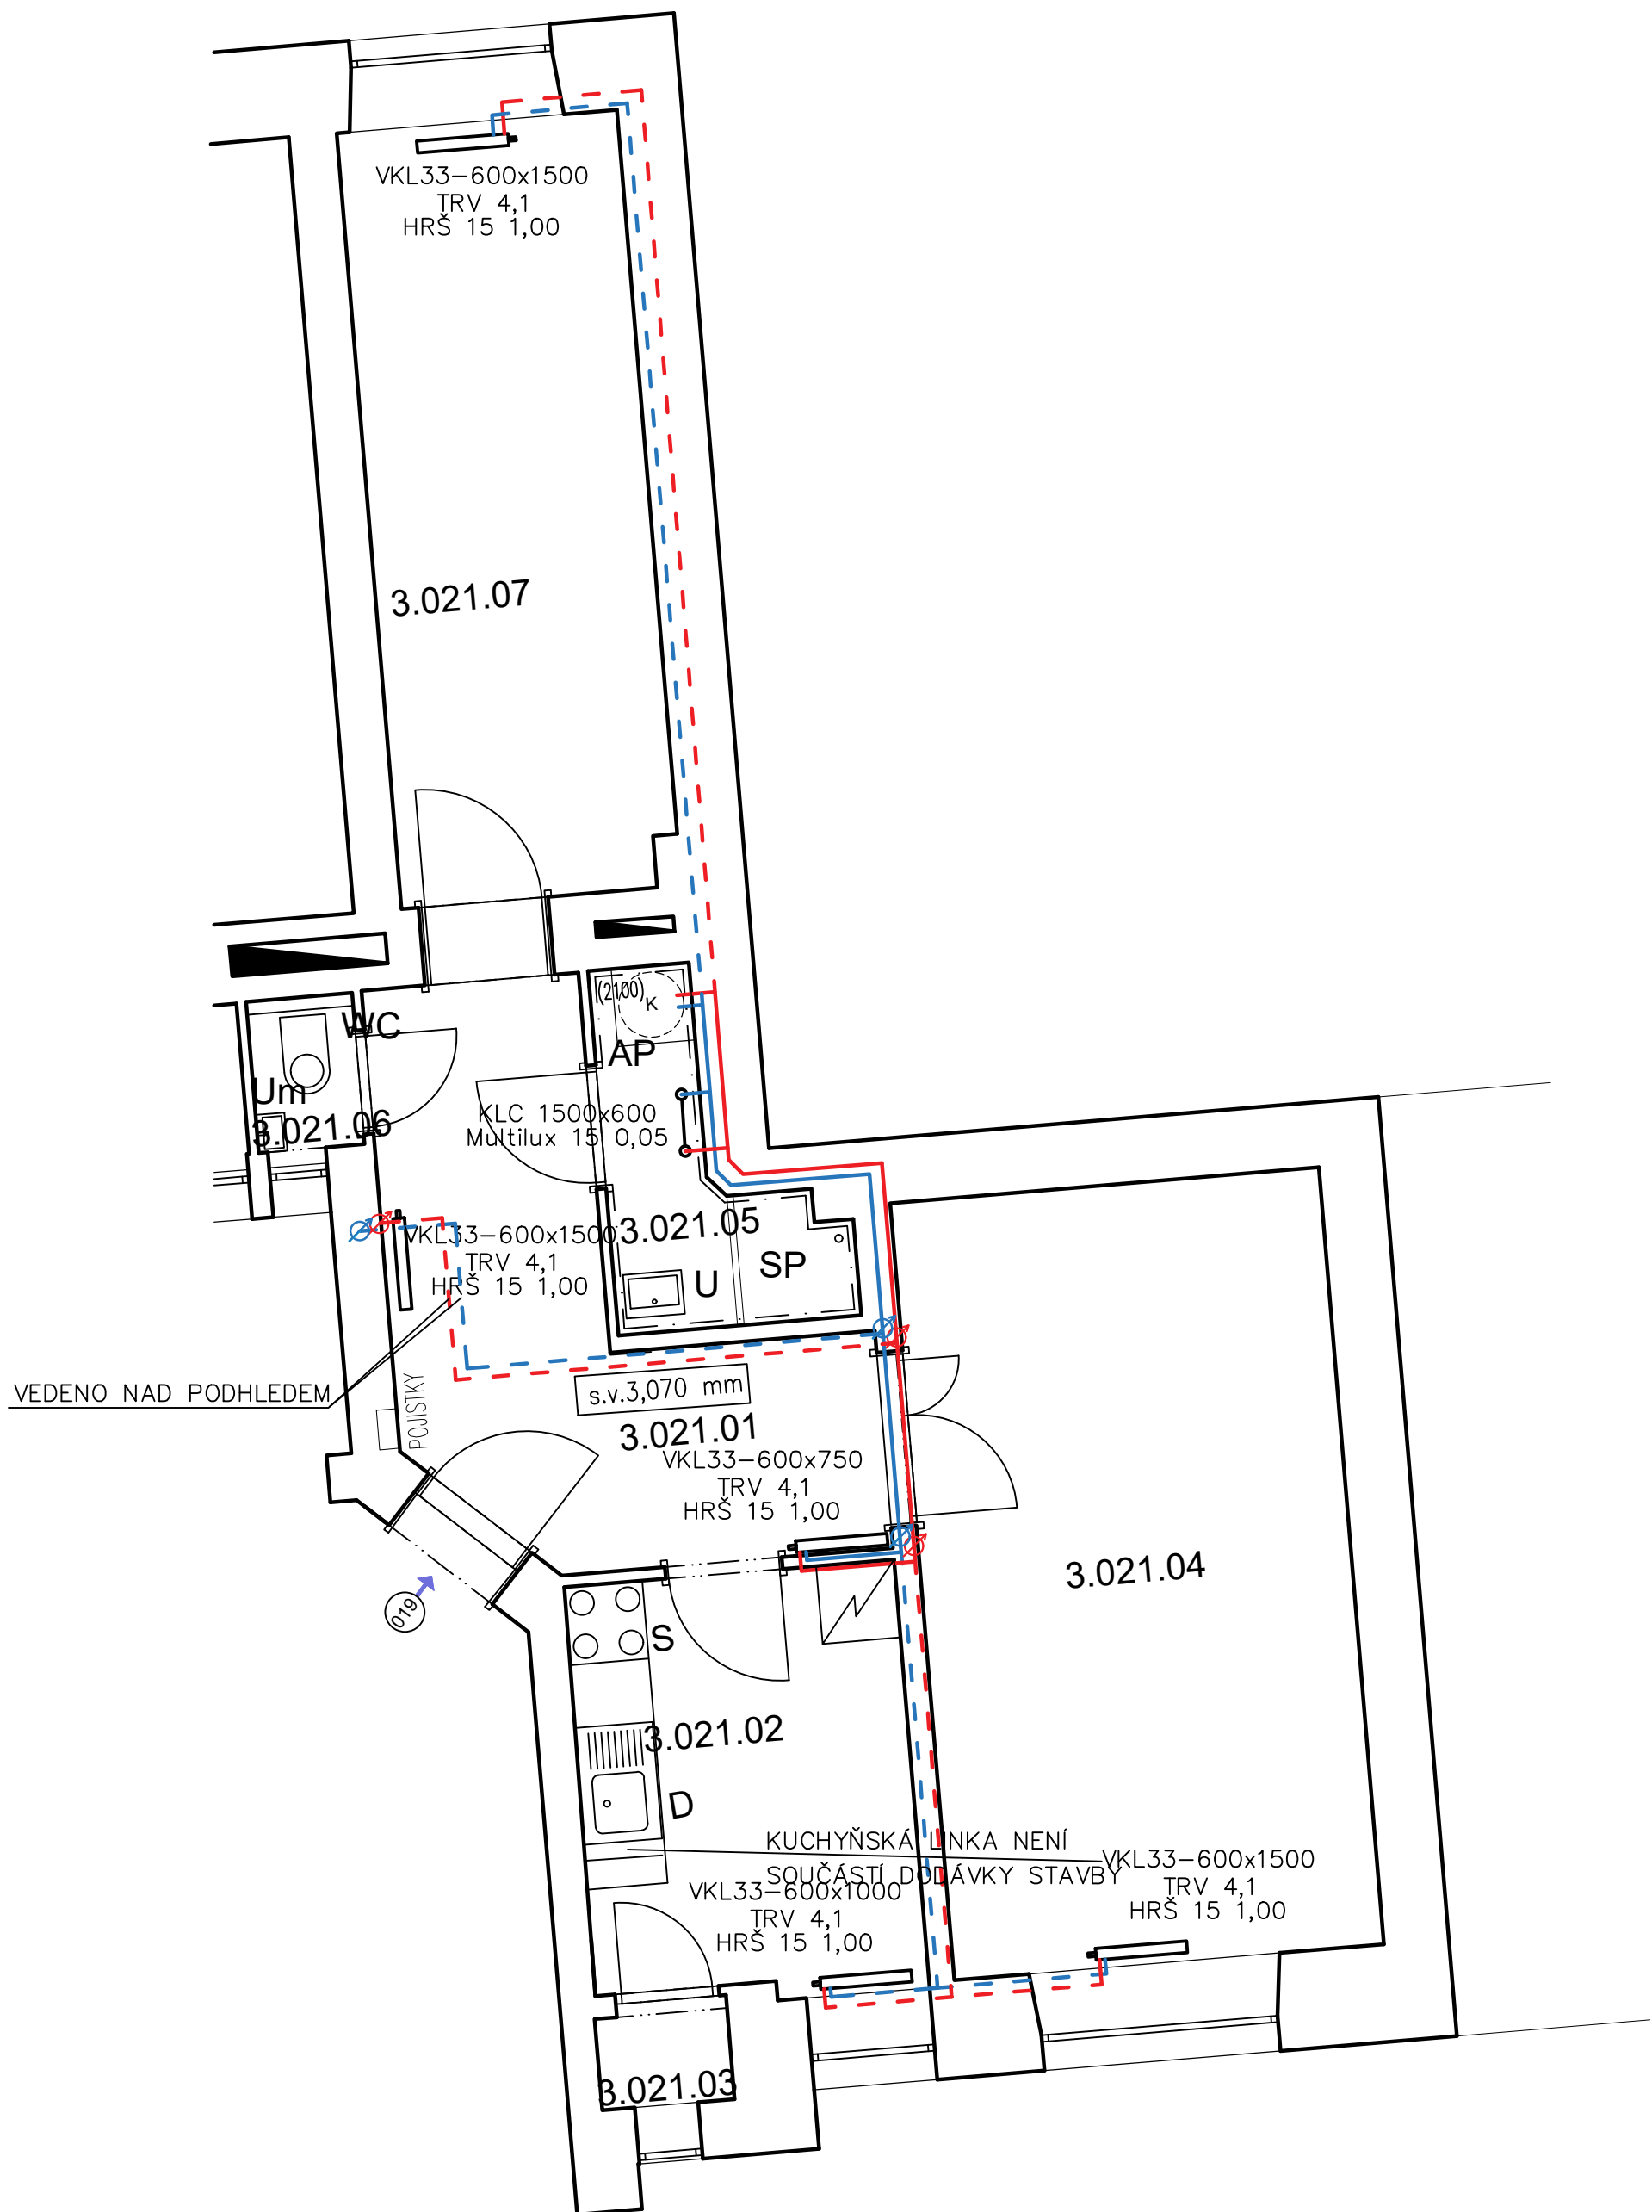 VKL33-600x1500
TRV 4,1
HRŠ 15 1,00
3.021.07
(2100)
K
WC
AP
Um
3.021.06
KLC 1500x600
Multilux 15 0,05
VKL33-600x1500
TRV 4,1
HRŠ 15 1,00
3.021.05
U
SP
VEDENO NAD PODHLEDEM
POJISTKY
s.v.3,070 mm
3.021.01
VKL33-600x750
TRV 4,1
HRŠ 15 1,00
019
3.021.04
S
3.021.02
D
KUCHYŇSKÁ LINKA NENÍ
SOUČÁSTÍ DODÁVKY STAVBY
VKL33-600x1500
TRV 4,1
HRŠ 15 1,00
VKL33-600x1000
TRV 4,1
HRŠ 15 1,00
3.021.03